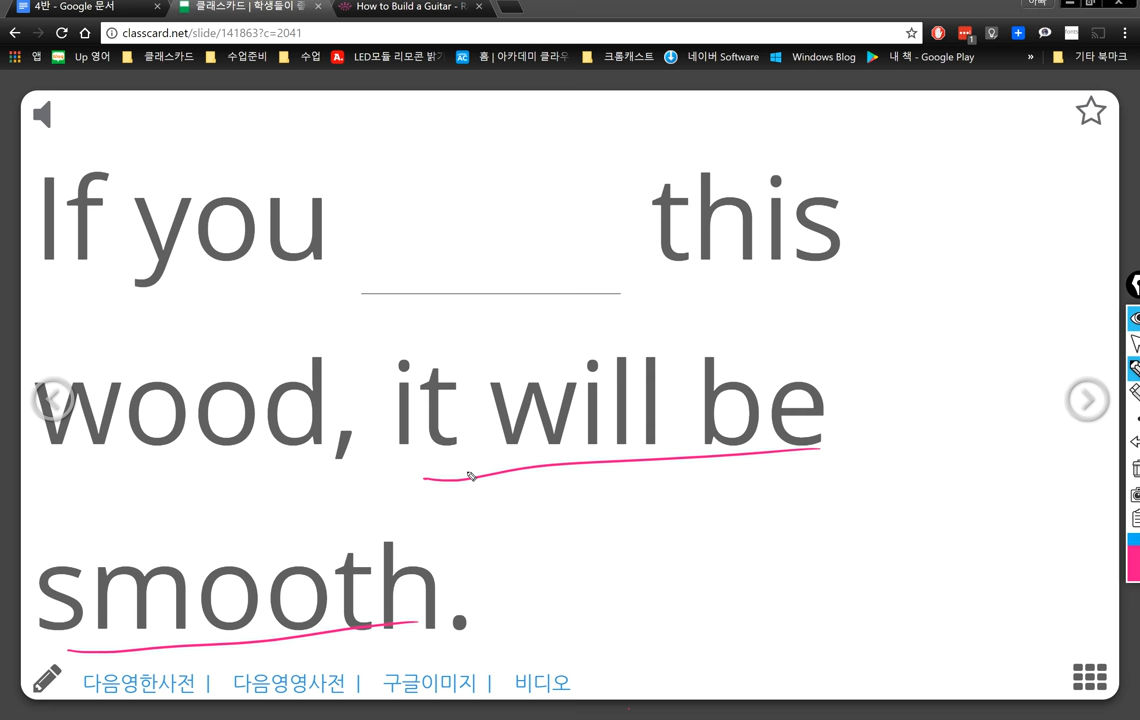 4반 - Google 문서
클래스카드 | 학생들이 좋
How to Build a Guitar - R
아빠
classcard.net/slide/141863?c=2041
앱 Up 영어 클래스카드 수업준비 수업 LED모듈 리모콘 밝기 홈 | 아카데미 클라우 크롬캐스트 네이버 Software Windows Blog 내 책 - Google Play » 기타 북마크
If you ________ this
wood, it will be
smooth.
다음영한사전 | 다음영영사전 | 구글이미지 | 비디오